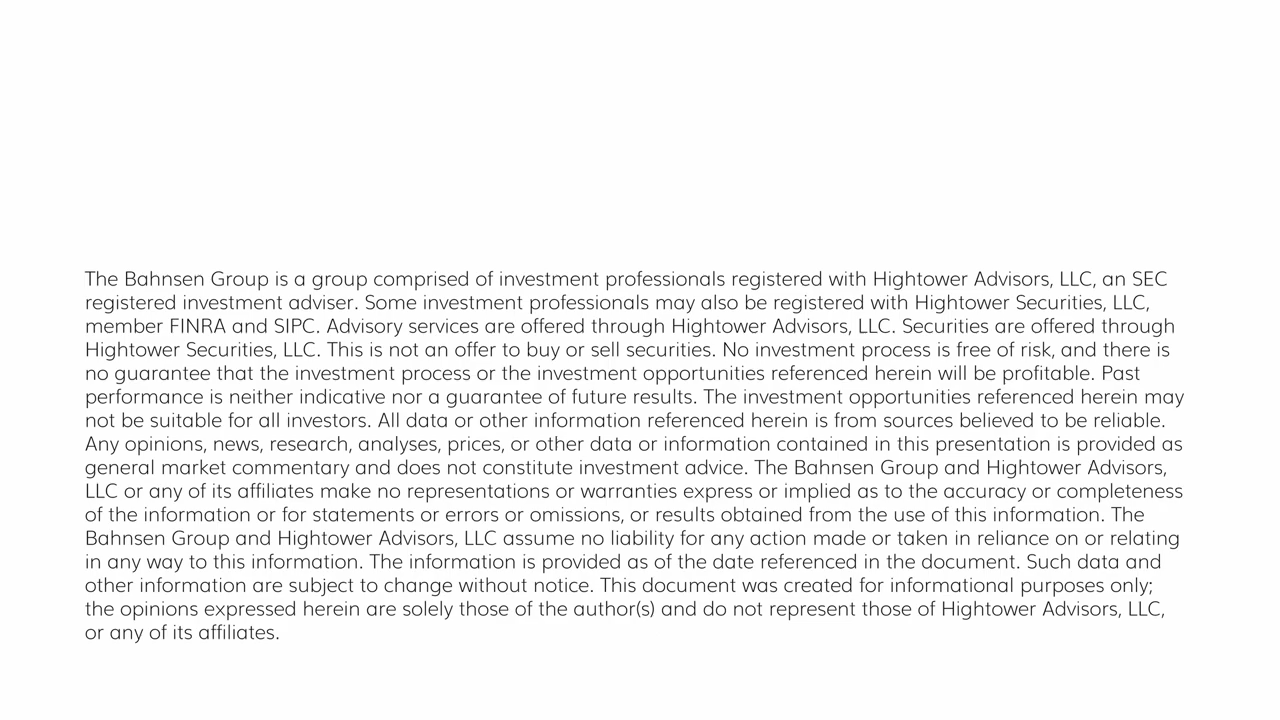 The Bahnsen Group is a group comprised of investment professionals registered with Hightower Advisors, LLC, an SEC
registered investment adviser. Some investment professionals may also be registered with Hightower Securities, LLC,
member FINRA and SIPC. Advisory services are offered through Hightower Advisors, LLC. Securities are offered through
Hightower Securities, LLC. This is not an offer to buy or sell securities. No investment process is free of risk, and there is
no guarantee that the investment process or the investment opportunities referenced herein will be profitable. Past
performance is neither indicative nor a guarantee of future results. The investment opportunities referenced herein may
not be suitable for all investors. All data or other information referenced herein is from sources believed to be reliable.
Any opinions, news, research, analyses, prices, or other data or information contained in this presentation is provided as
general market commentary and does not constitute investment advice. The Bahnsen Group and Hightower Advisors,
LLC or any of its affiliates make no representations or warranties express or implied as to the accuracy or completeness
of the information or for statements or errors or omissions, or results obtained from the use of this information. The
Bahnsen Group and Hightower Advisors, LLC assume no liability for any action made or taken in reliance on or relating
in any way to this information. The information is provided as of the date referenced in the document. Such data and
other information are subject to change without notice. This document was created for informational purposes only;
the opinions expressed herein are solely those of the author(s) and do not represent those of Hightower Advisors, LLC,
or any of its affiliates.